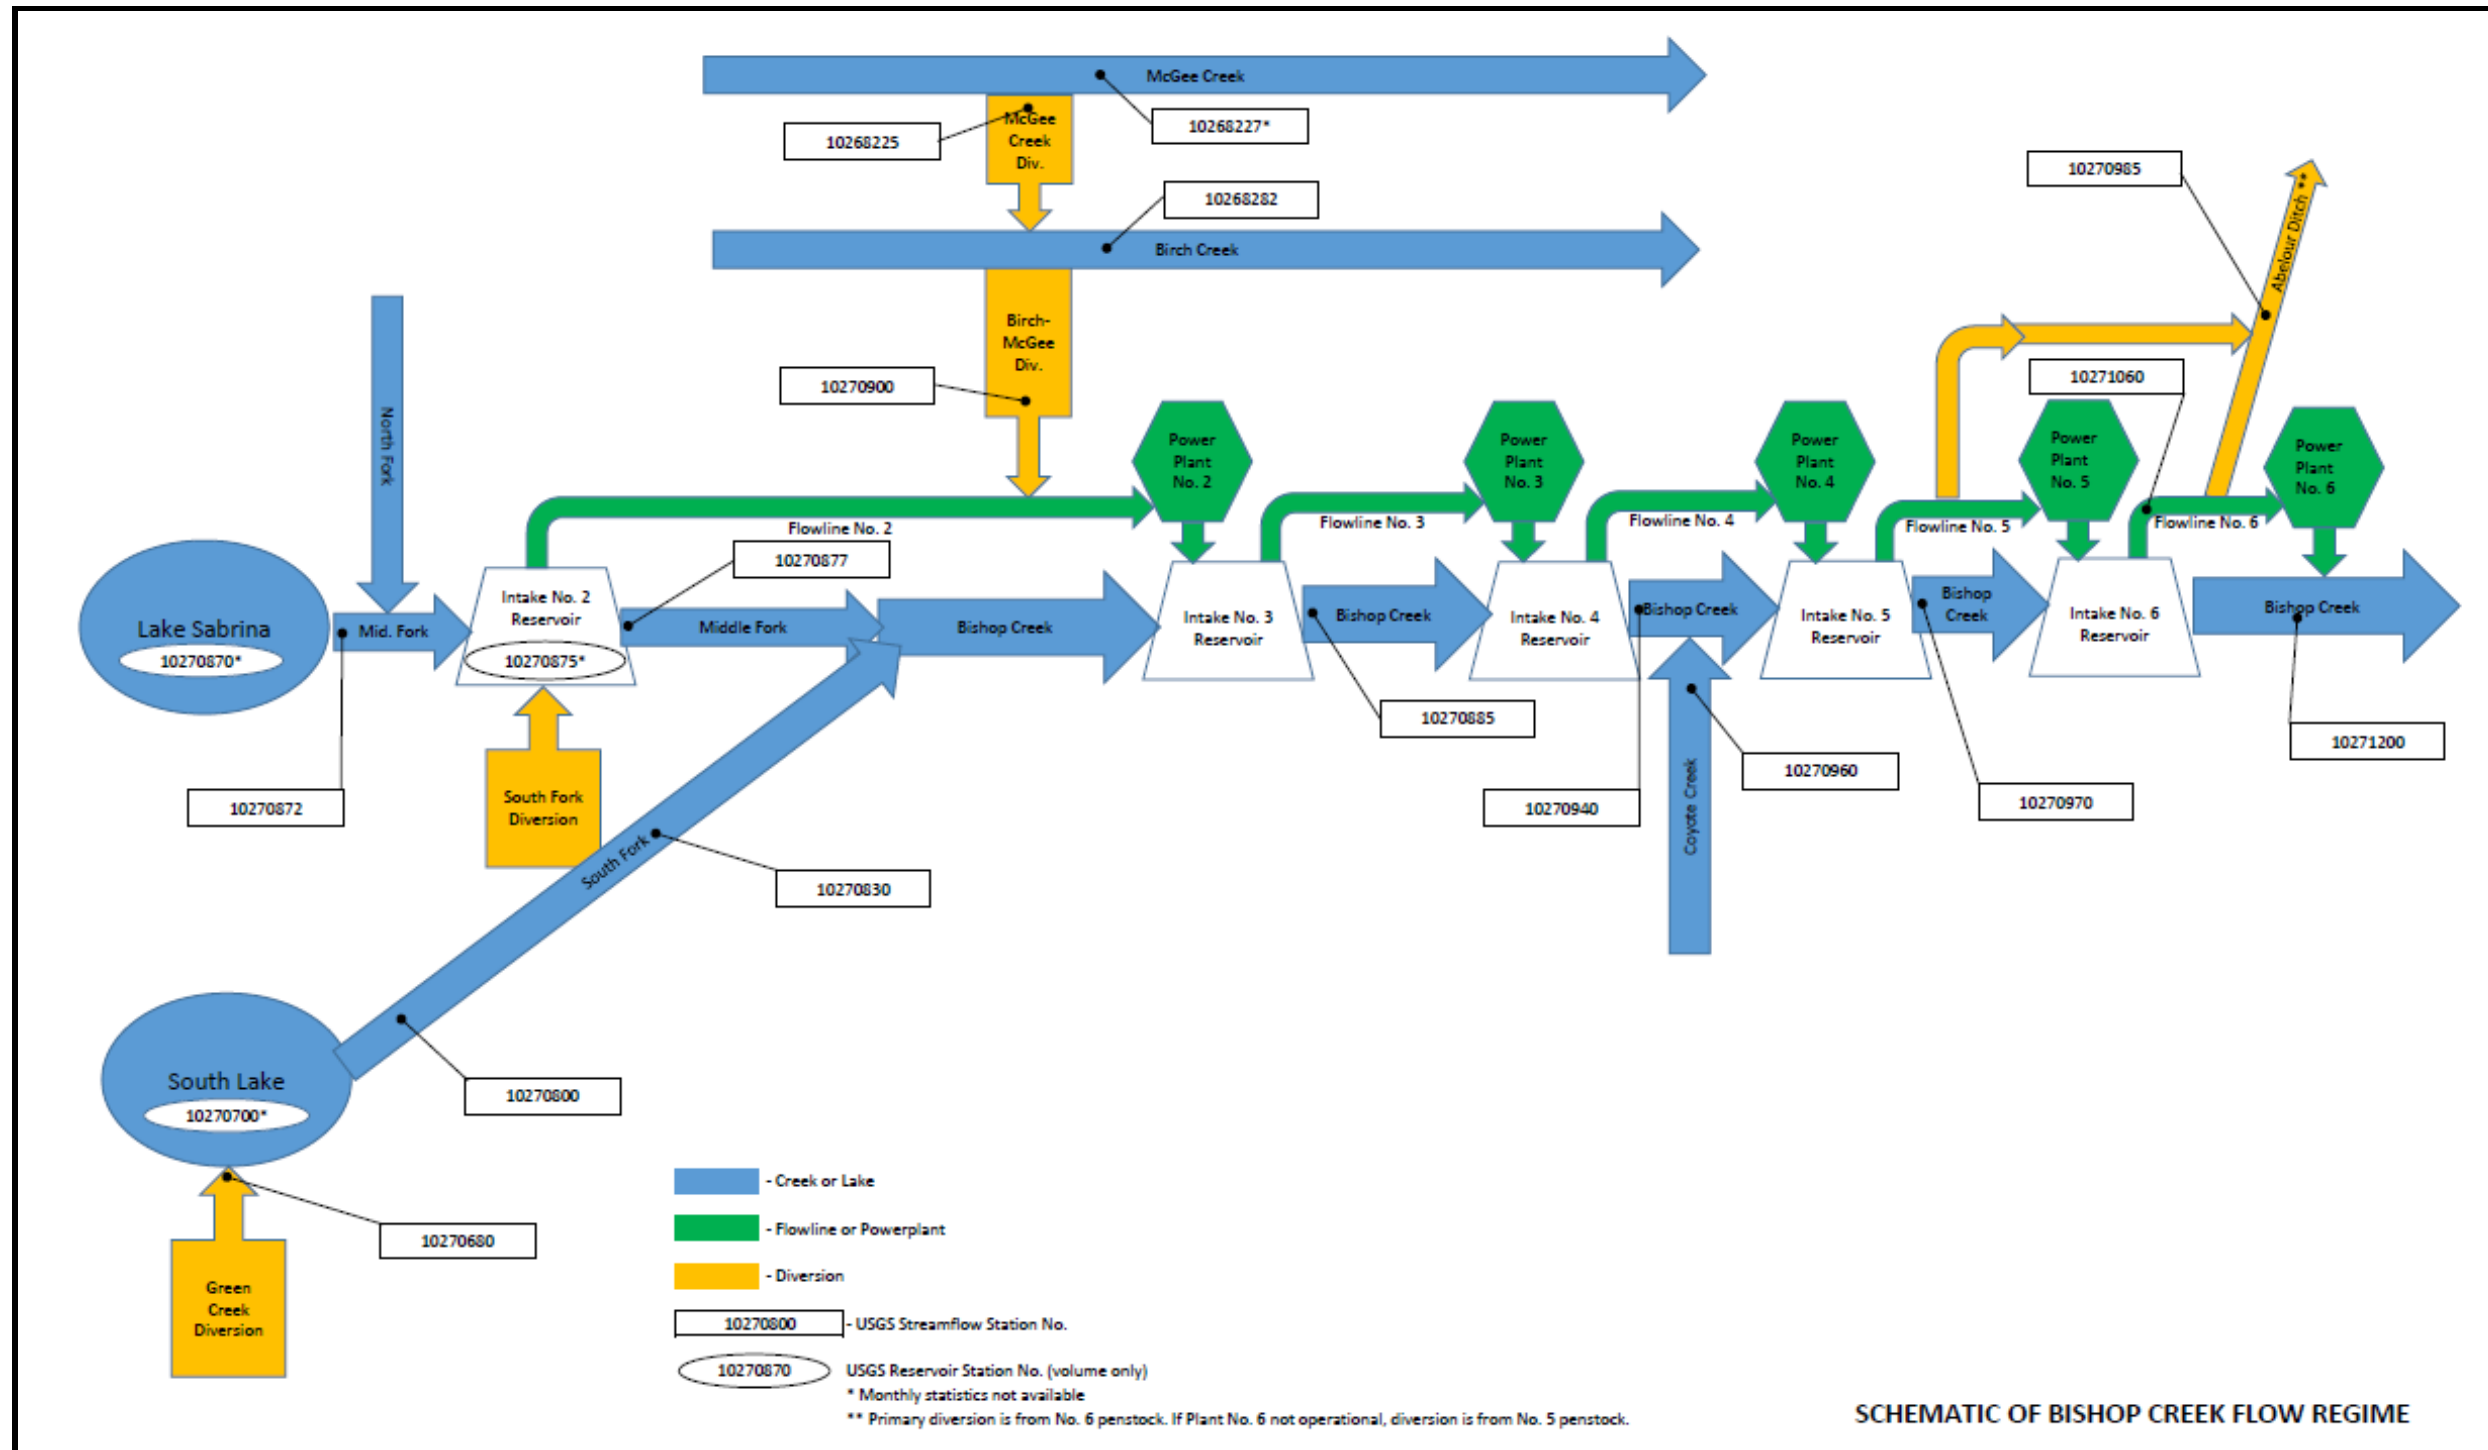 McGee Creek
10268227*
10268225
McGee
Creek
Div.
10268282
Birch Creek
10270985
Abelour Ditch **
Birch-
McGee
Div.
10270900
10271060
North Fork
Power
Plant
No. 2
Power
Plant
No. 3
Power
Plant
No. 4
Power
Plant
No. 5
Power
Plant
No. 6
Flowline No. 2
Flowline No. 3
Flowline No. 4
Flowline No. 5
Flowline No. 6
10270877
Lake Sabrina
10270870*
Mid. Fork
Intake No. 2
Reservoir
10270875*
Middle Fork
Bishop Creek
Intake No. 3
Reservoir
Bishop Creek
Intake No. 4
Reservoir
Bishop Creek
Intake No. 5
Reservoir
Bishop
Creek
Intake No. 6
Reservoir
Bishop Creek
10270885
10271200
10270872
South Fork
Diversion
South Fork
10270830
10270940
Coyote Creek
10270960
10270970
South Lake
10270700*
10270800
10270680
Green
Creek
Diversion
- Creek or Lake
- Flowline or Powerplant
- Diversion
10270800 - USGS Streamflow Station No.
10270870 USGS Reservoir Station No. (volume only)
* Monthly statistics not available
** Primary diversion is from No. 6 penstock. If Plant No. 6 not operational, diversion is from No. 5 penstock.
SCHEMATIC OF BISHOP CREEK FLOW REGIME